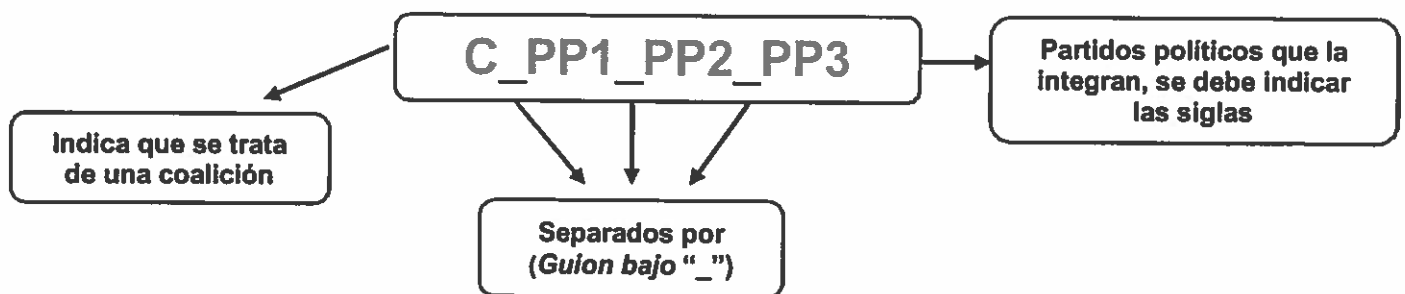 C_PP1_PP2_PP3
Partidos políticos que la
integran, se debe indicar
las siglas
Indica que se trata
de una coalición
Separados por
(Guion bajo “_”)